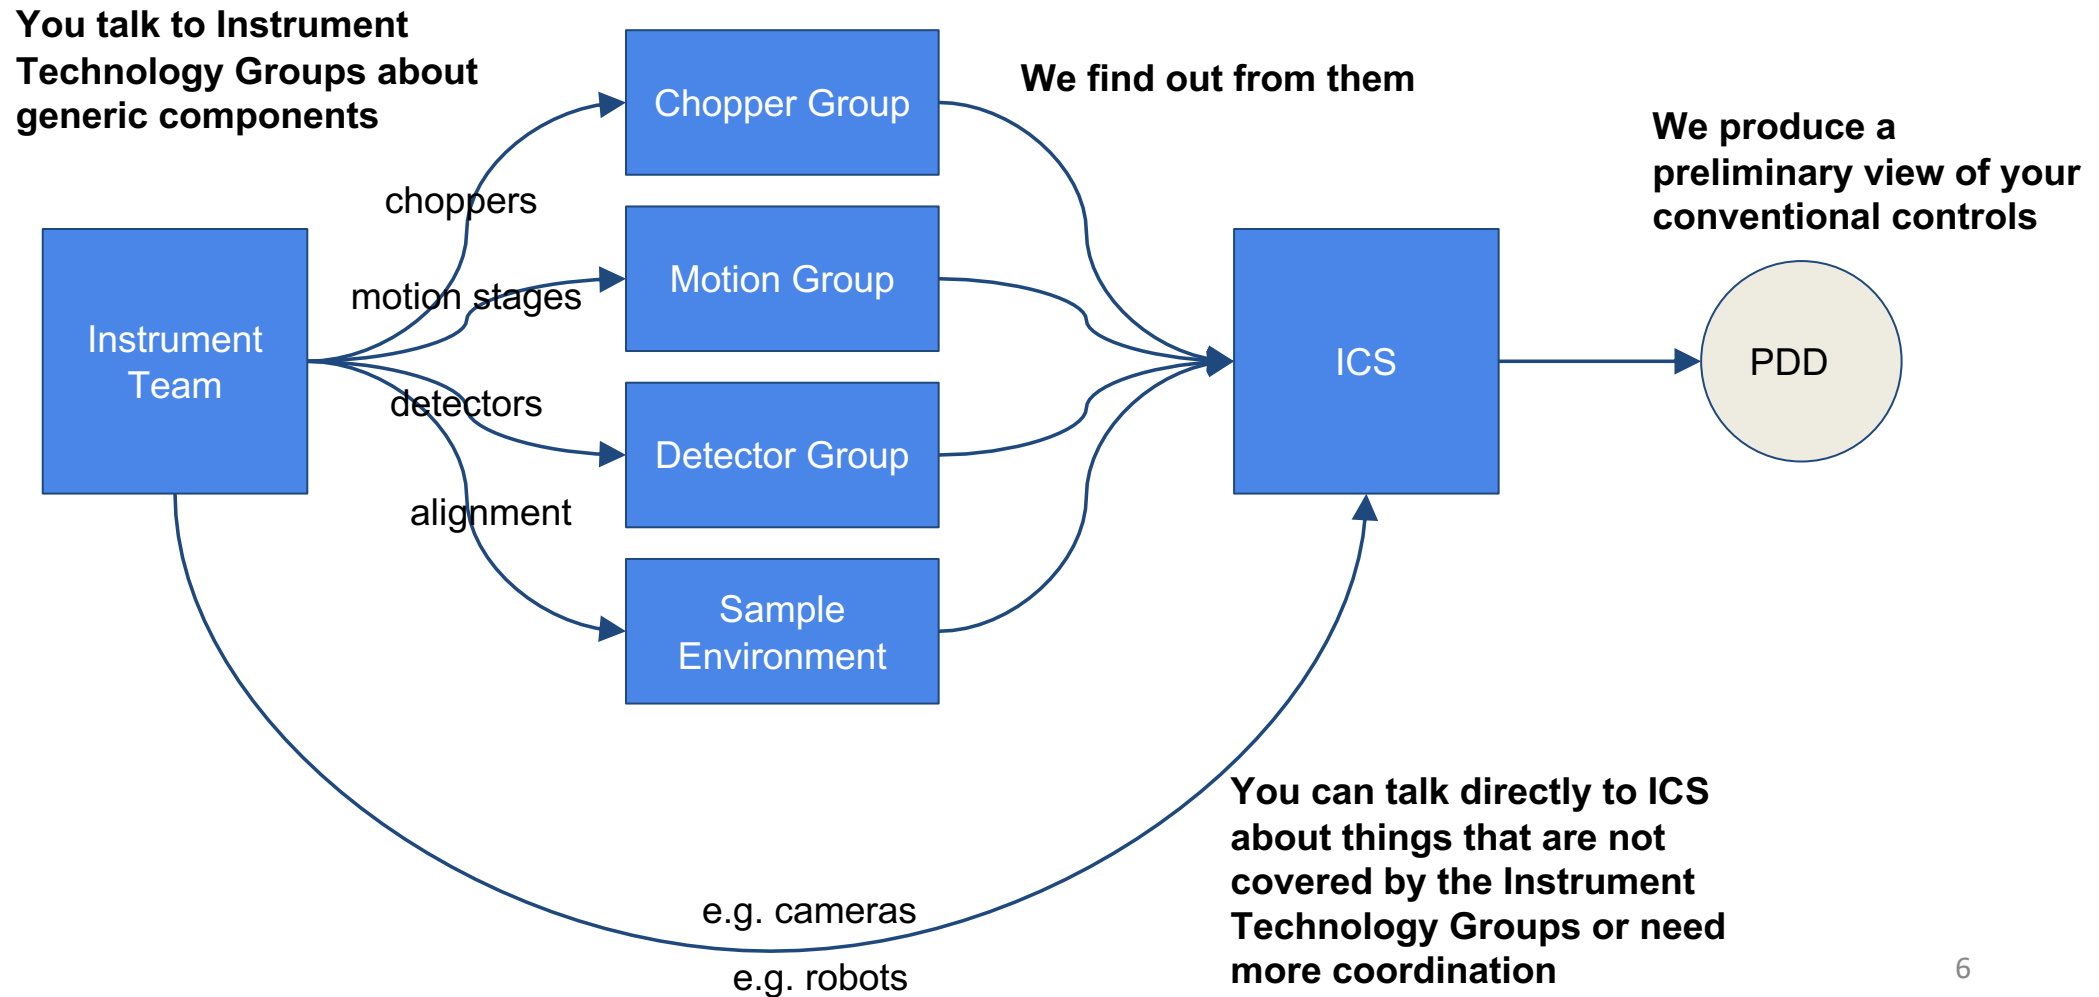 You talk to Instrument
Technology Groups about
generic components
We find out from them
We produce a
preliminary view of your
conventional controls
Chopper Group
choppers
Motion Group
motion stages
Instrument
Team
ICS
PDD
detectors
Detector Group
alignment
Sample
Environment
You can talk directly to ICS
about things that are not
covered by the Instrument
Technology Groups or need
more coordination
e.g. cameras
e.g. robots
6